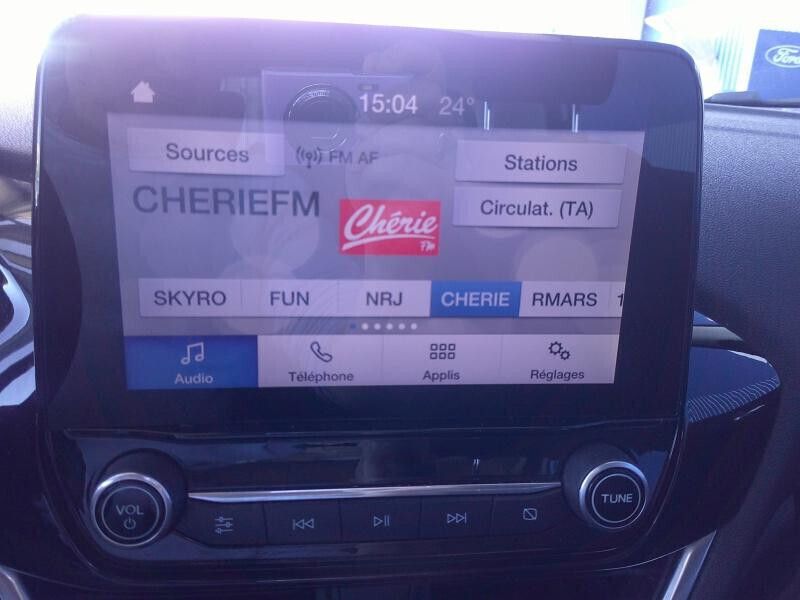 Ford
15:04 24°
Sources
FM AF
Stations
CHERIEFM
Chérie
FM
Circulat. (TA)
SKYRO FUN NRJ CHERIE RMARS 1
Audio Téléphone Applis Réglages
VOL
TUNE